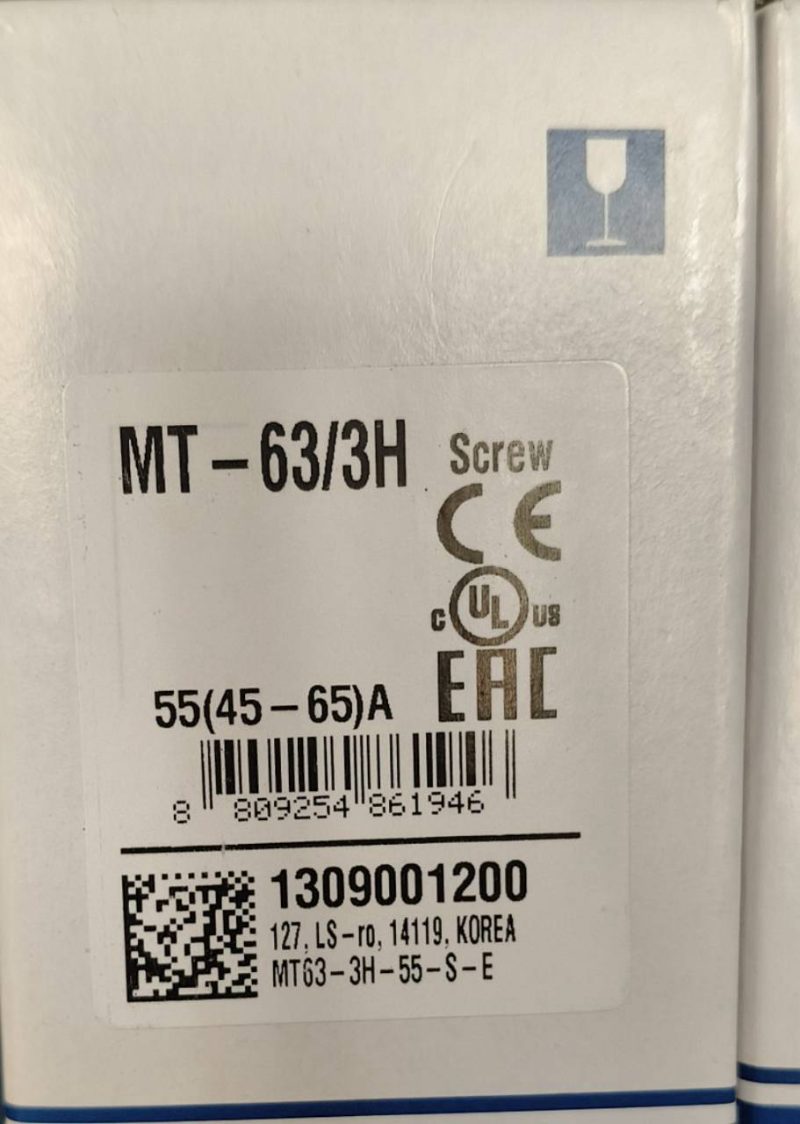 MT-63/3H
Screw
CE
c UL us
EAC
55(45-65)A
8 809254 861946
1309001200
127, LS-ro, 14119, KOREA
MT63-3H-55-S-E